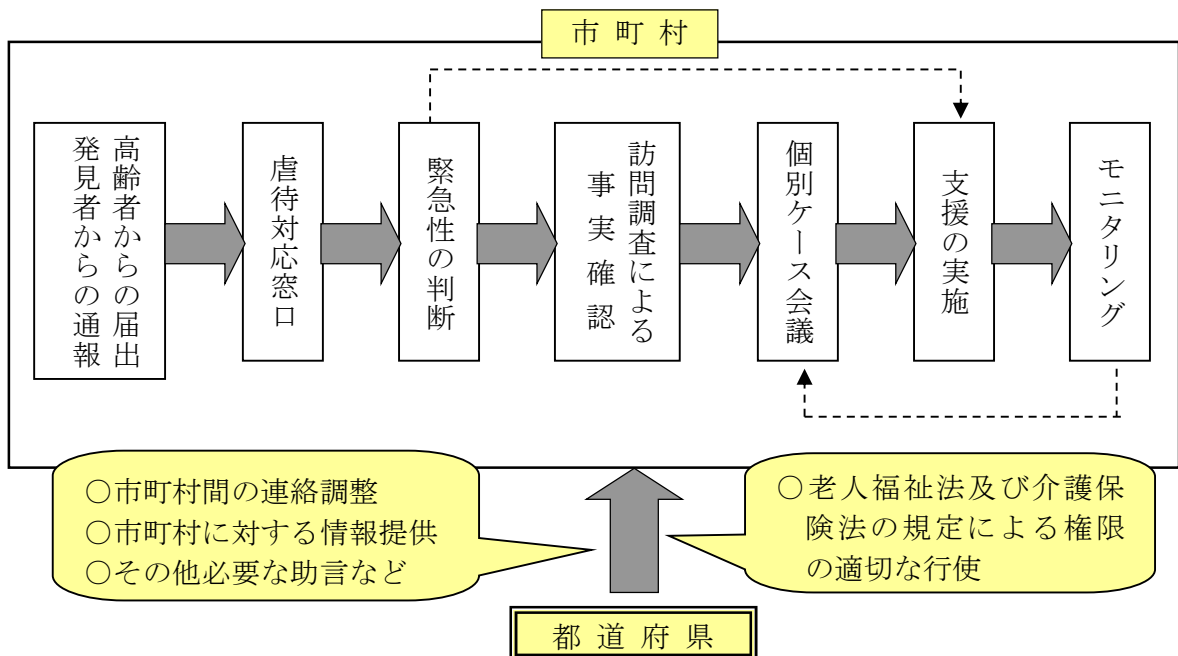 市町村
高齢者からの届出
発見者からの通報
虐待対応窓口
緊急性の判断
訪問調査による
事実確認
個別ケース会議
支援の実施
モニタリング
○市町村間の連絡調整
○市町村に対する情報提供
○その他必要な助言など
○老人福祉法及び介護保
険法の規定による権限
の適切な行使
都道府県